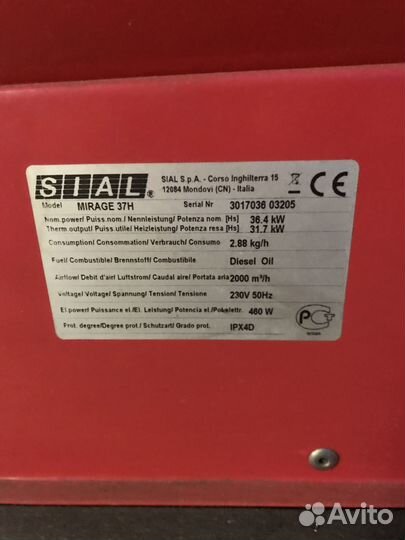 SIAL® SIAL S.p.A. - Corso Inghilterra 15
12084 Mondovì (CN) - Italia
CE
Model MIRAGE 37H Serial Nr 3017036 03205
Nom.power/ Puiss.nom./ Nennleistung/ Potenza nom. [Hs] 36.4 kW
Therm output/ Puiss.utile/ Heizleistung/ Potenza resa [Hs] 31.7 kW
Consumption/ Consommation/ Verbrauch/ Consumo 2.88 kg/h
Fuel/ Combustible/ Brennstoff/ Combustibile Diesel Oil
Airflow/ Debit d'air/ Luftstrom/ Caudal aire/ Portata aria 2000 m³/h
Voltage/ Voltage/ Spannung/ Tension/ Tensione 230V 50Hz
El.power/ Puissance el./ El. Leistung/ Potencia el./ Pot.elettr. 460 W
Prot. degree/Degre prot./ Schutzart/ Grado prot. IPX4D
Avito